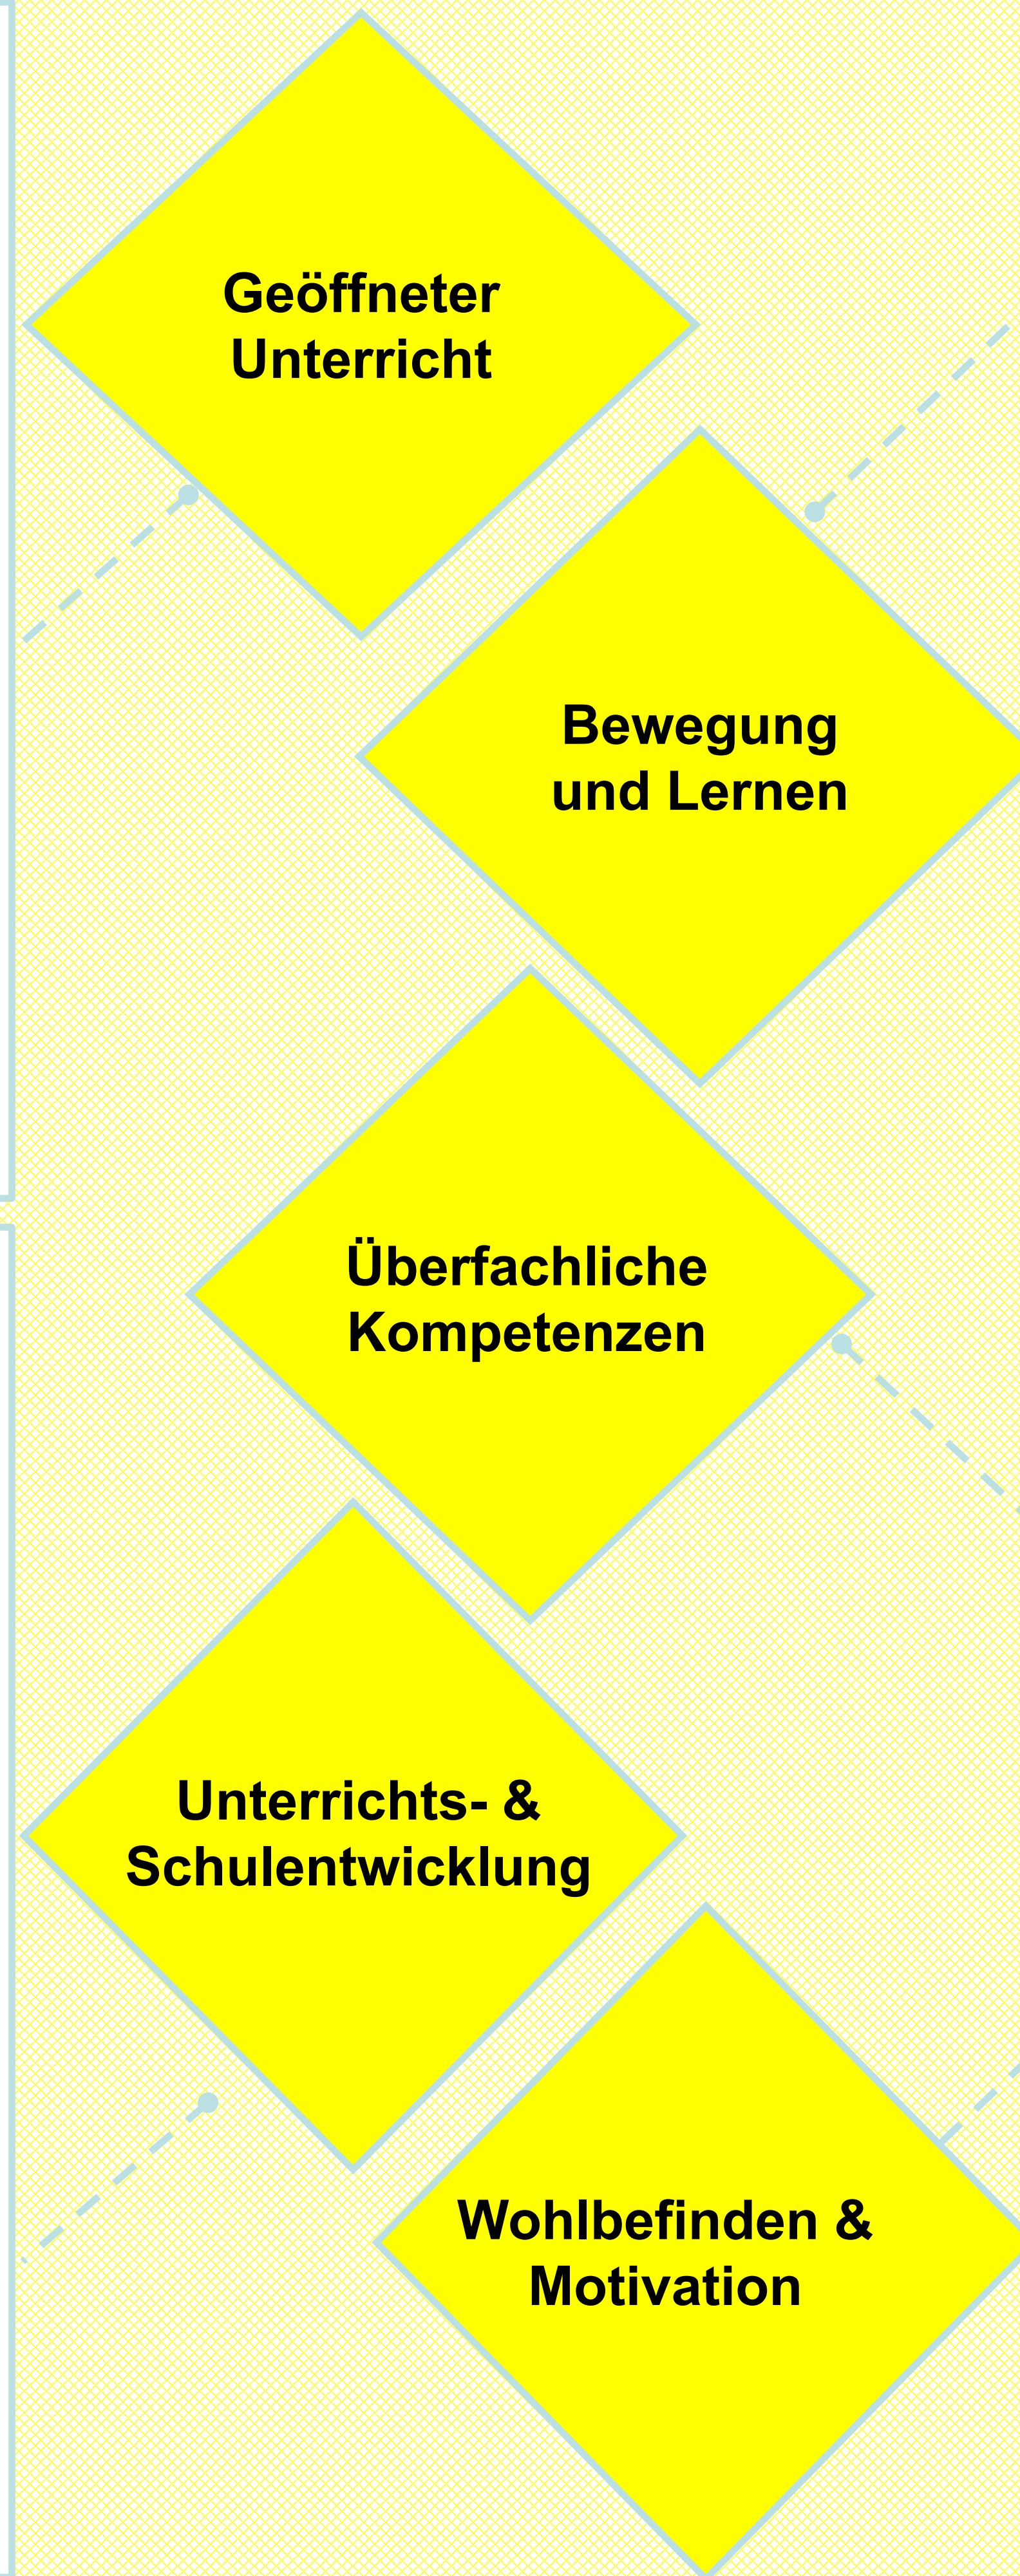 Geöffneter
Unterricht
Bewegung
und Lernen
Überfachliche
Kompetenzen
Unterrichts- &
Schulentwicklung
Wohlbefinden &
Motivation